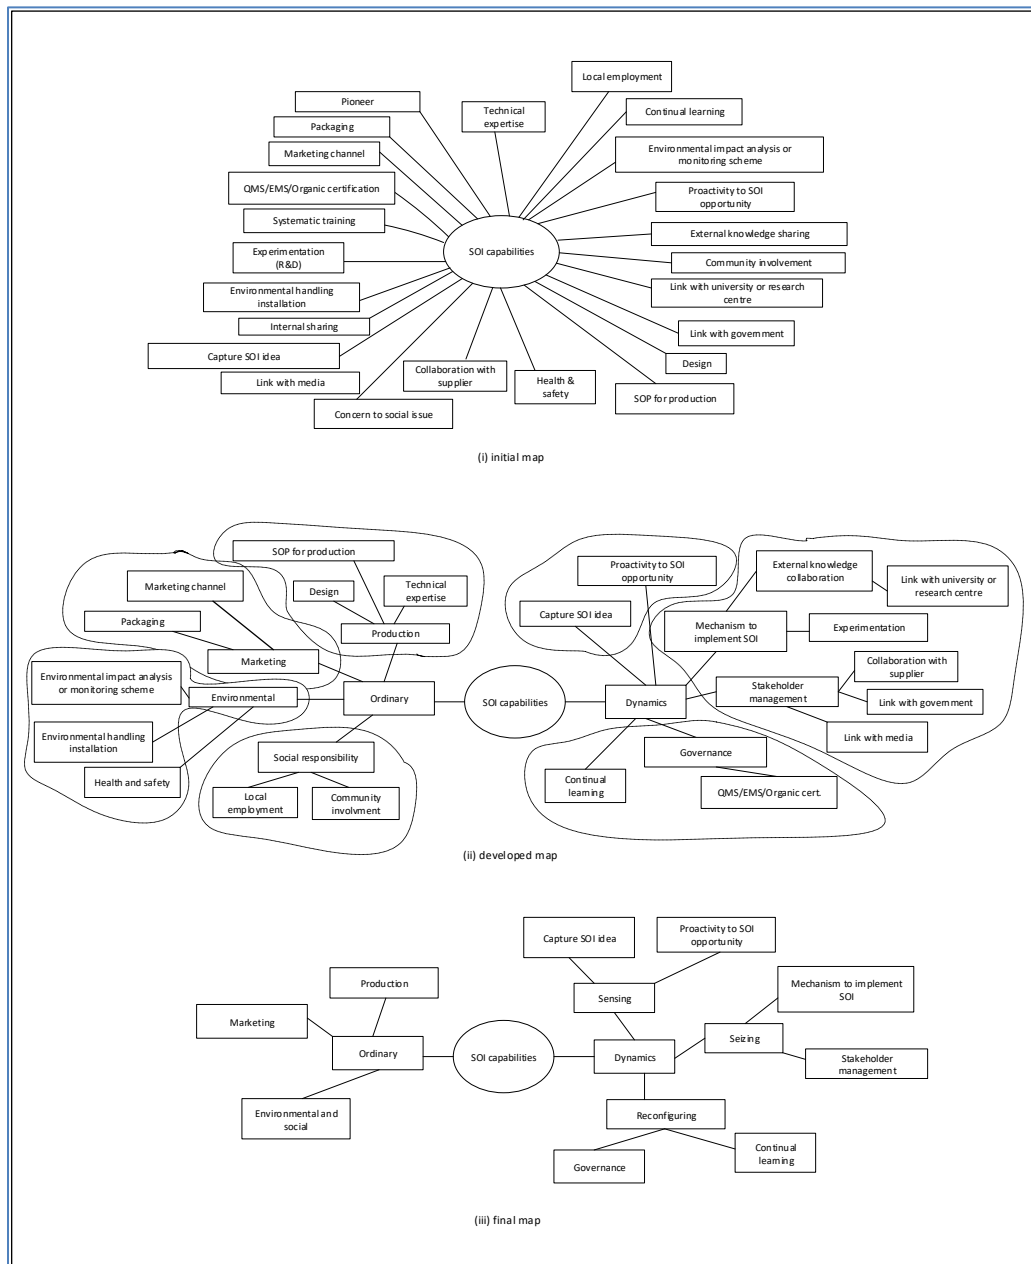 Local employment
Pioneer
Technical
expertise
Continual learning
Packaging
Marketing channel
Environmental impact analysis or
monitoring scheme
QMS/EMS/Organic certification
Proactivity to SOI
opportunity
Systematic training
External knowledge sharing
SOI capabilities
Experimentation
(R&D)
Community involvement
Environmental handling
installation
Link with university or research
centre
Internal sharing
Link with government
Capture SOI idea
Design
Link with media
Collaboration with
supplier
Health &
safety
SOP for production
Concern to social issue
(i) initial map
SOP for production
Marketing channel
Design
Technical
expertise
Packaging
Production
Marketing
Environmental impact analysis
or monitoring scheme
Environmental
Ordinary
SOI capabilities
Environmental handling
installation
Health and safety
Social responsibility
Local
employment
Community
involvment
Proactivity to SOI
opportunity
External knowledge
collaboration
Link with university or
research centre
Capture SOI idea
Mechanism to
implement SOI
Experimentation
Collaboration with
supplier
Dynamics
Stakeholder
management
Link with government
Link with media
Governance
Continual
learning
QMS/EMS/Organic cert.
(ii) developed map
Capture SOI idea
Proactivity to SOI
opportunity
Production
Sensing
Mechanism to implement
SOI
Marketing
Ordinary
SOI capabilities
Dynamics
Seizing
Stakeholder
management
Environmental and
social
Reconfiguring
Governance
Continual
learning
(iii) final map